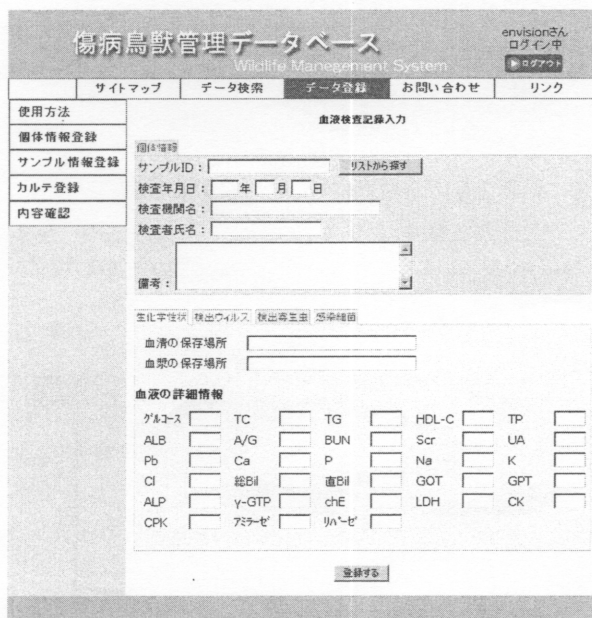 傷病鳥獣管理データベース
Wildlife Manegement System
envisionさん
ログイン中
ログアウト
サイトマップ データ検索 データ登録 お問い合わせ リンク
使用方法
個体情報登録
サンプル情報登録
カルテ登録
内容確認
血液検査記録入力
個体情報
サンプルID： リストから探す
検査年月日： 年 月 日
検査機関名：
検査者氏名：
備考：
生化学性状 検出ウィルス 検出寄生虫 感染細菌
血清の保存場所
血漿の保存場所
血液の詳細情報
グルコース TC TG HDL-C TP
ALB A/G BUN Scr UA
Pb Ca P Na K
Cl 総Bil 直Bil GOT GPT
ALP γ-GTP chE LDH CK
CPK アミラーゼ リパーゼ
登録する